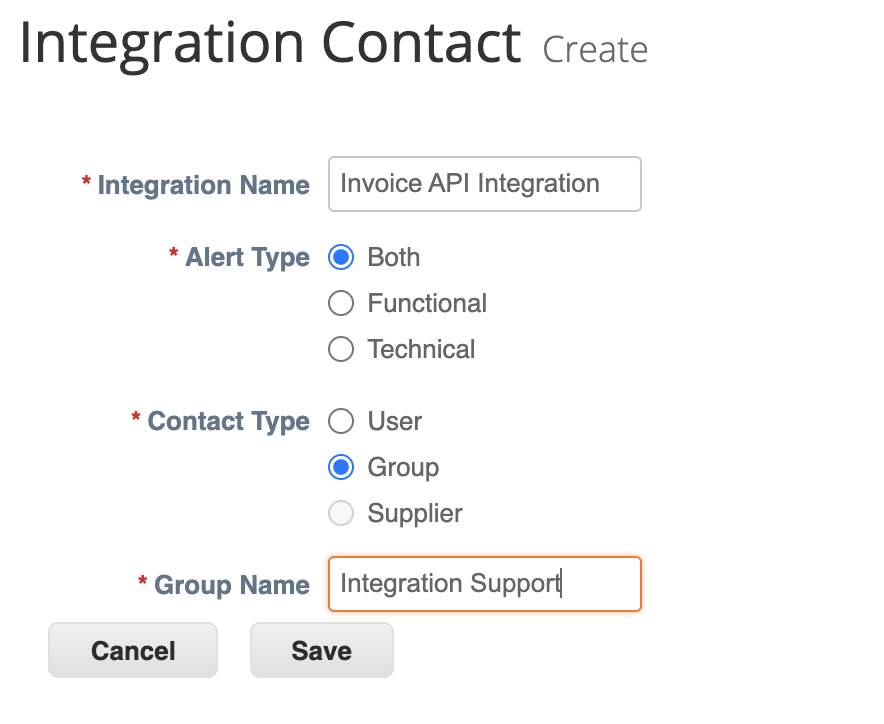 Integration Contact Create
* Integration Name Invoice API Integration
* Alert Type Both
Functional
Technical
* Contact Type User
Group
Supplier
* Group Name Integration Support
Cancel Save